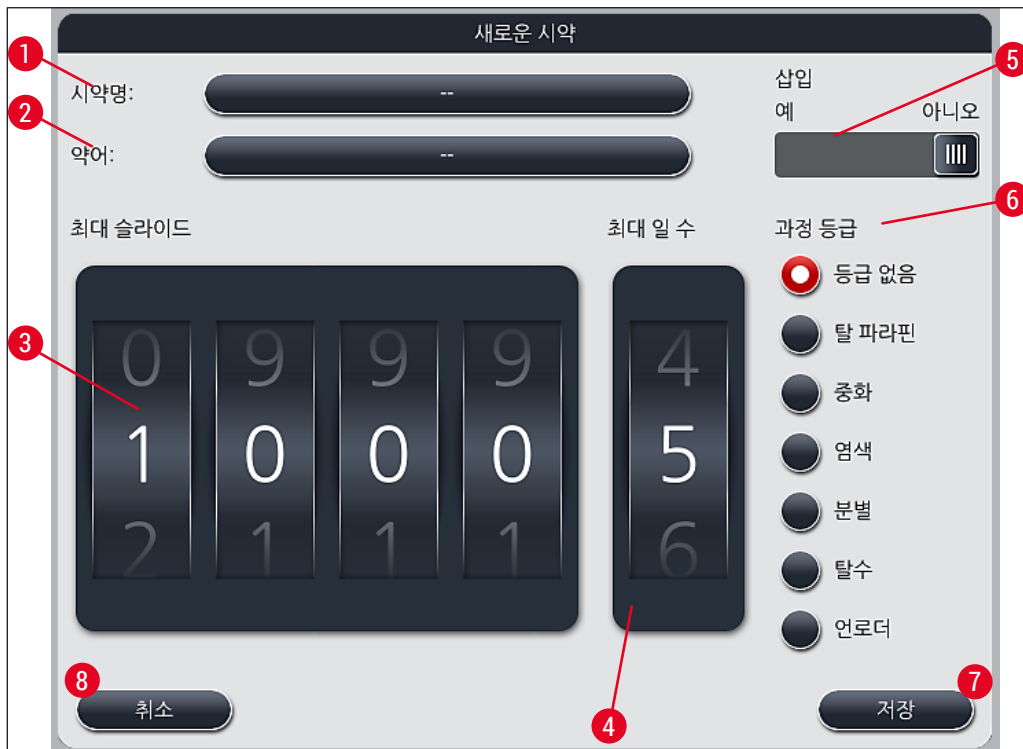 새로운 시약
1
시약명:
--
삽입
5
예
아니오
2
약어:
--
6
최대 슬라이드
최대 일 수
과정 등급
등급 없음
탈 파라핀
중화
염색
분별
탈수
언로더
3
0 9 9 9 4
1 0 0 0 5
2 1 1 1 6
8
취소
4
7
저장